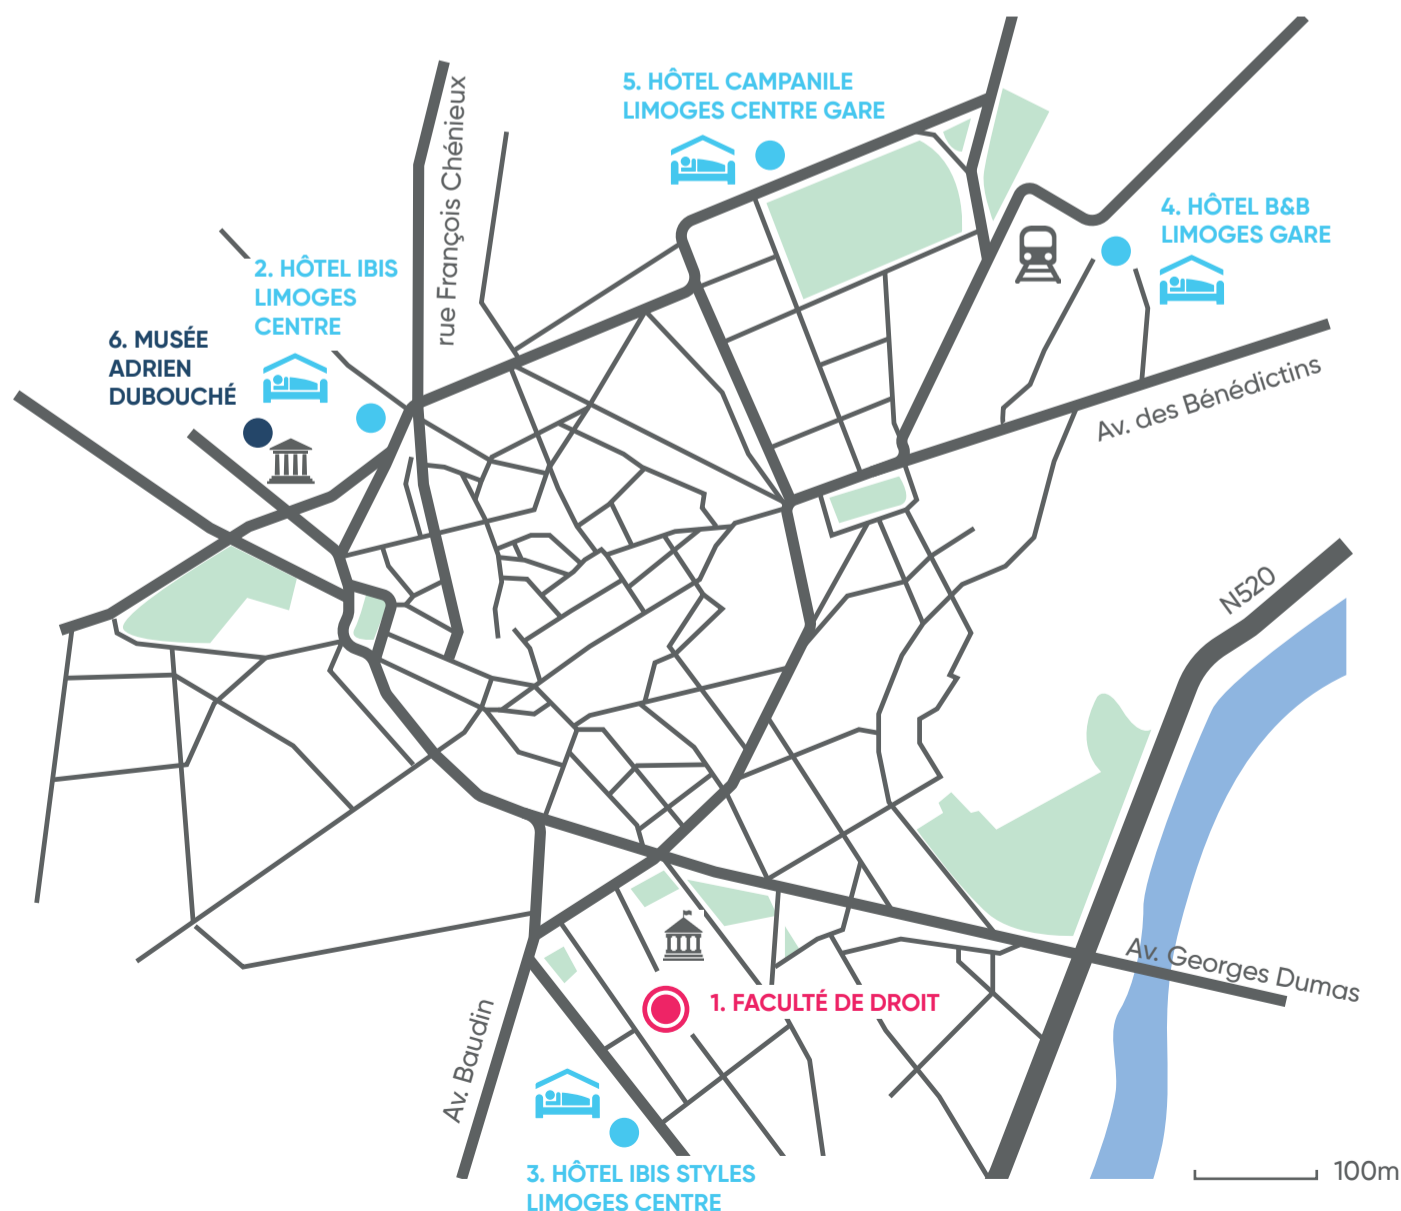 5. HÔTEL CAMPANILE
LIMOGES CENTRE GARE
rue François Chénieux
4. HÔTEL B&B
LIMOGES GARE
2. HÔTEL IBIS
LIMOGES
CENTRE
6. MUSÉE
ADRIEN
DUBOUCHÉ
Av. des Bénédictins
N520
Av. Georges Dumas
1. FACULTÉ DE DROIT
Av. Baudin
3. HÔTEL IBIS STYLES
LIMOGES CENTRE
100m